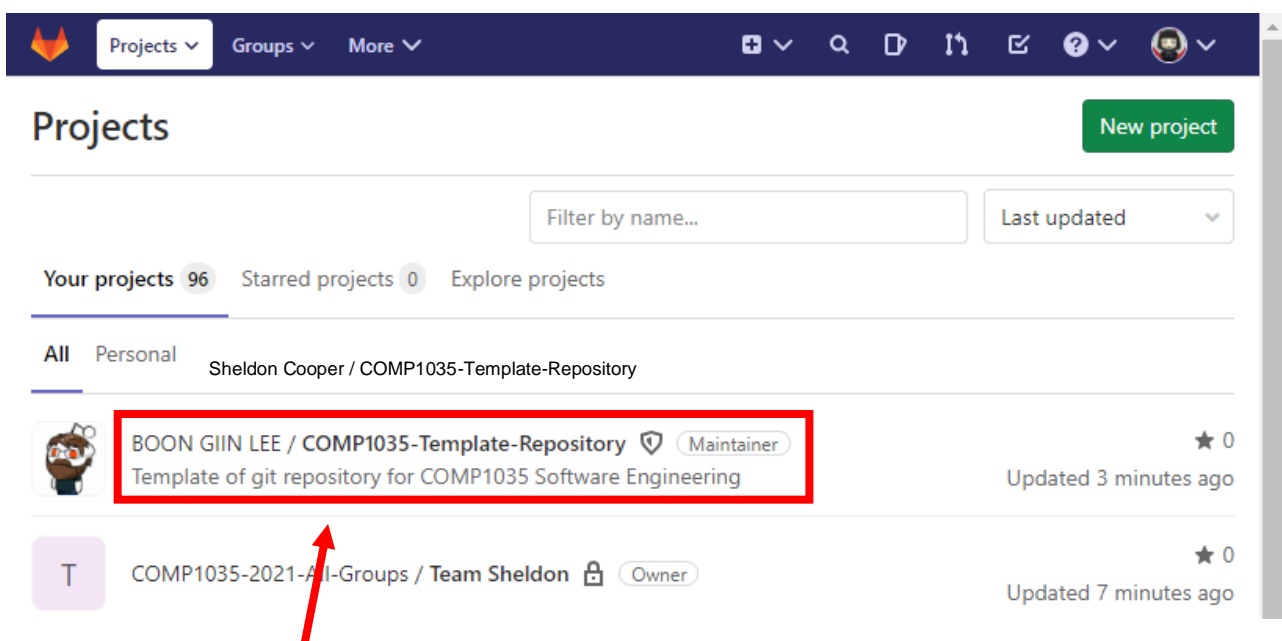 Projects Groups More
Projects
New project
Filter by name... Last updated
Your projects 96 Starred projects 0 Explore projects
All Personal
Sheldon Cooper / COMP1035-Template-Repository
BOON GIIN LEE / COMP1035-Template-Repository Maintainer
0
Template of git repository for COMP1035 Software Engineering
Updated 3 minutes ago
T
COMP1035-2021-All-Groups / Team Sheldon Owner
0
Updated 7 minutes ago